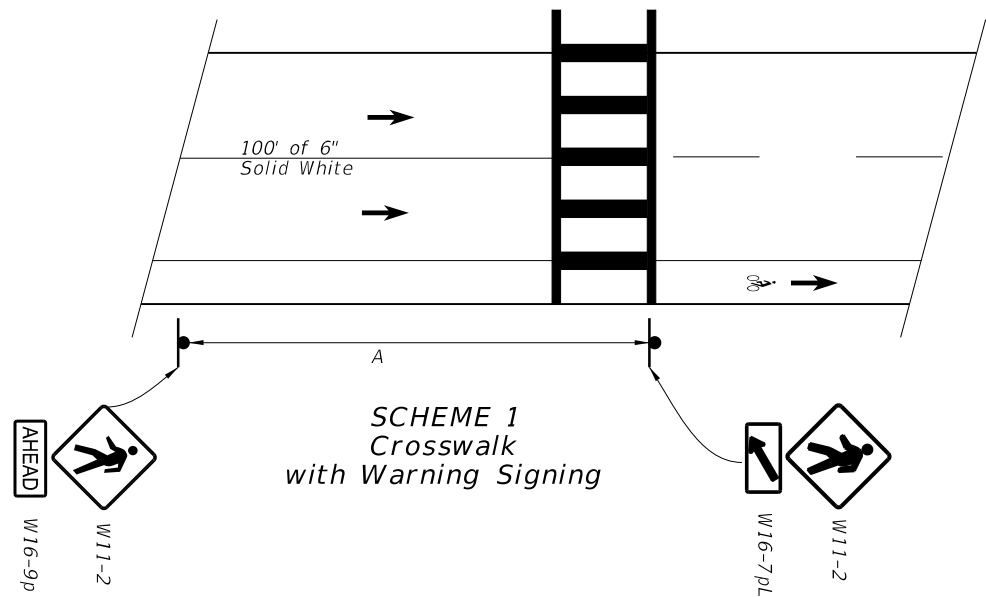 100' of 6"
Solid White
A
SCHEME 1
Crosswalk
with Warning Signing
AHEAD
W16-9p
W11-2
W16-7pL
W11-2